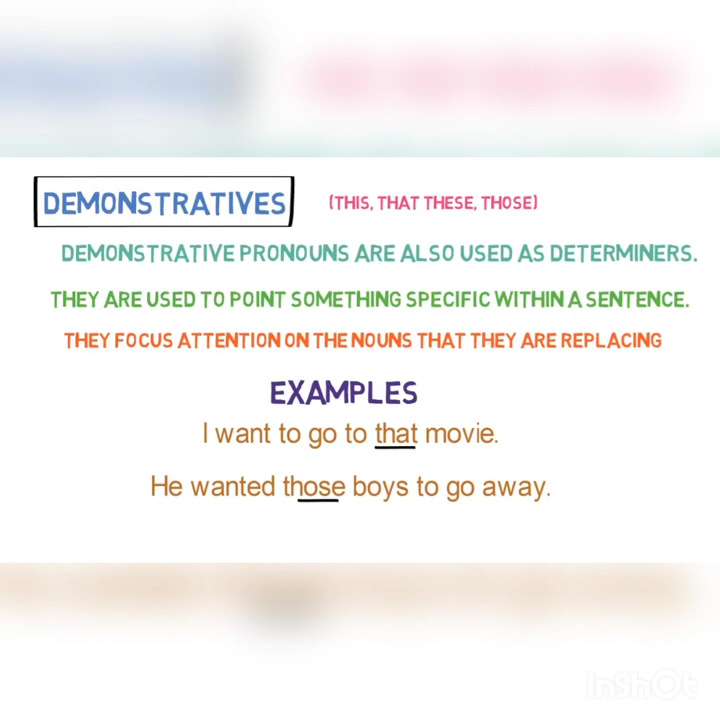 DEMONSTRATIVES (THIS, THAT THESE, THOSE)
DEMONSTRATIVE PRONOUNS ARE ALSO USED AS DETERMINERS.
THEY ARE USED TO POINT SOMETHING SPECIFIC WITHIN A SENTENCE.
THEY FOCUS ATTENTION ON THE NOUNS THAT THEY ARE REPLACING
EXAMPLES
I want to go to that movie.
He wanted those boys to go away.
InShOt